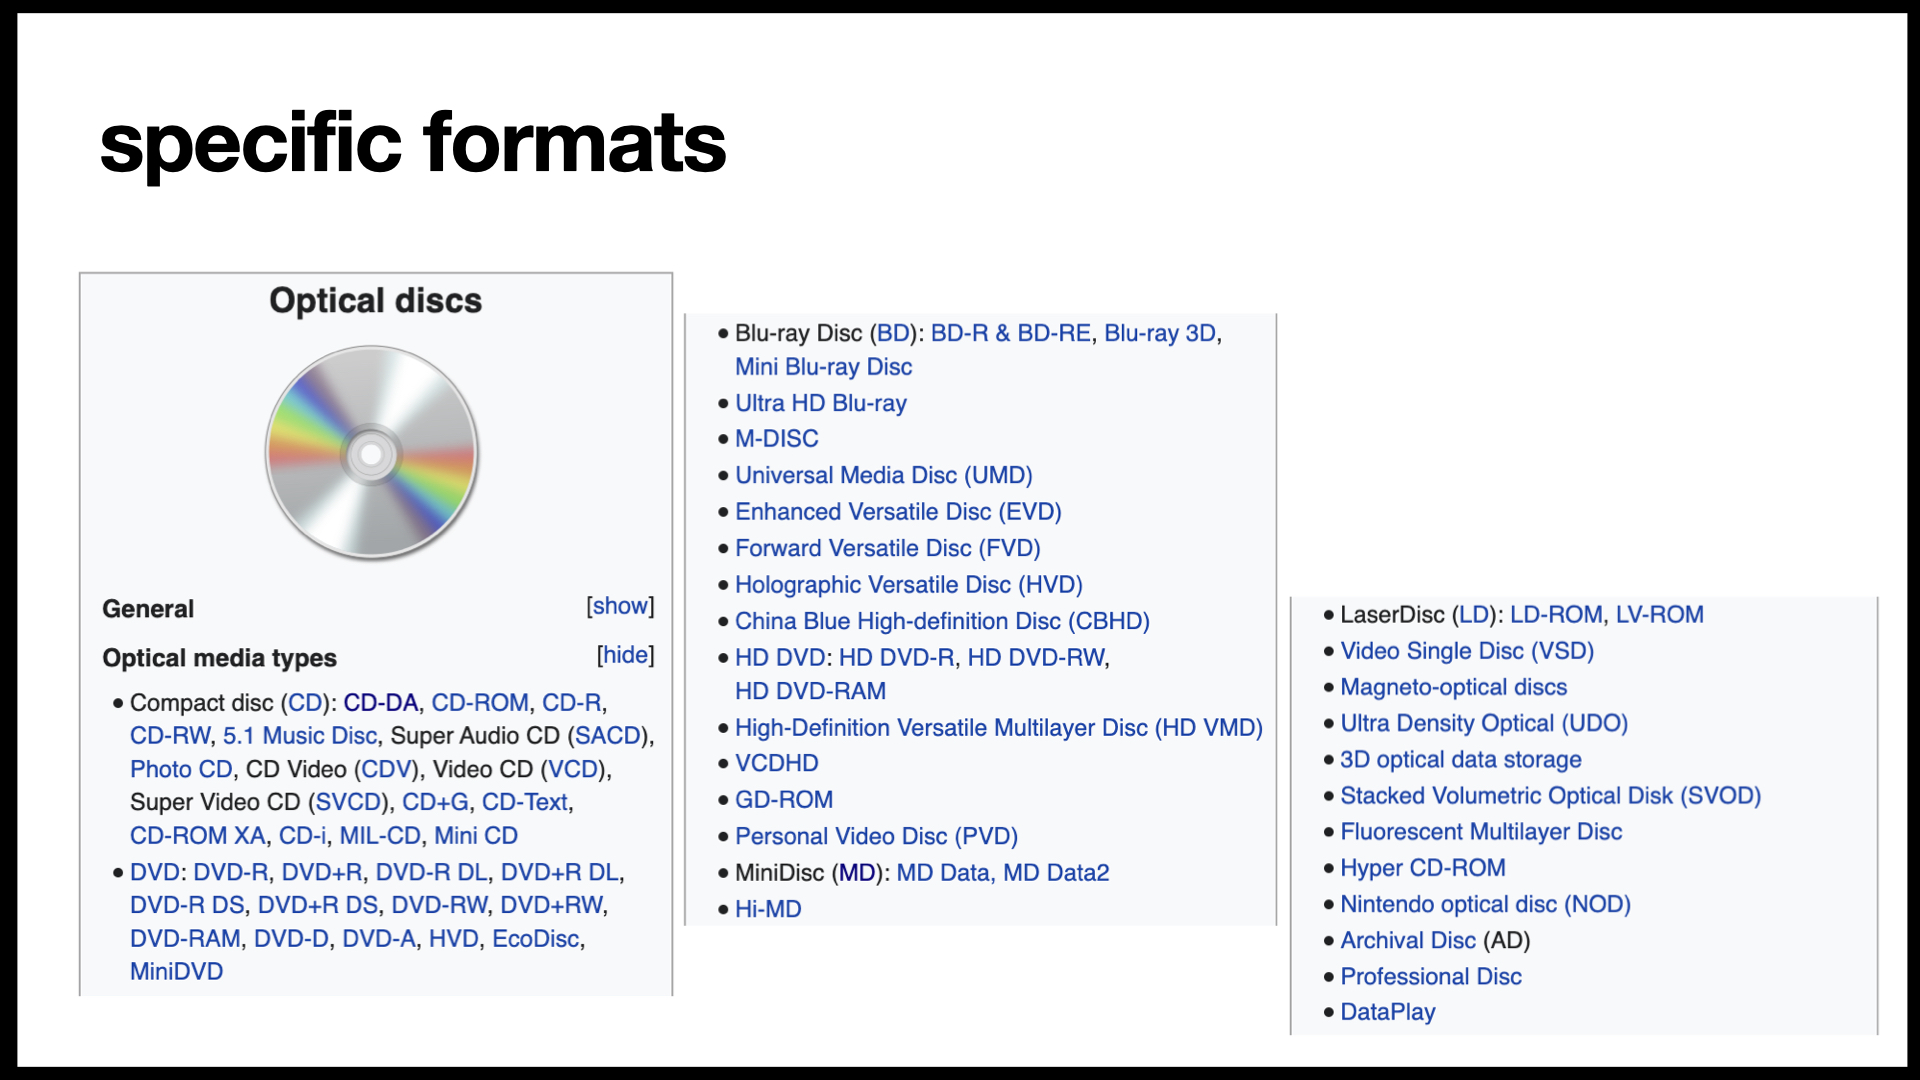 specific formats
Optical discs
General [show]
Optical media types [hide]
• Compact disc (CD): CD-DA, CD-ROM, CD-R,
CD-RW, 5.1 Music Disc, Super Audio CD (SACD),
Photo CD, CD Video (CDV), Video CD (VCD),
Super Video CD (SVCD), CD+G, CD-Text,
CD-ROM XA, CD-i, MIL-CD, Mini CD
• DVD: DVD-R, DVD+R, DVD-R DL, DVD+R DL,
DVD-R DS, DVD+R DS, DVD-RW, DVD+RW,
DVD-RAM, DVD-D, DVD-A, HVD, EcoDisc,
MiniDVD
• Blu-ray Disc (BD): BD-R & BD-RE, Blu-ray 3D,
Mini Blu-ray Disc
• Ultra HD Blu-ray
• M-DISC
• Universal Media Disc (UMD)
• Enhanced Versatile Disc (EVD)
• Forward Versatile Disc (FVD)
• Holographic Versatile Disc (HVD)
• China Blue High-definition Disc (CBHD)
• HD DVD: HD DVD-R, HD DVD-RW,
HD DVD-RAM
• High-Definition Versatile Multilayer Disc (HD VMD)
• VCDHD
• GD-ROM
• Personal Video Disc (PVD)
• MiniDisc (MD): MD Data, MD Data2
• Hi-MD
• LaserDisc (LD): LD-ROM, LV-ROM
• Video Single Disc (VSD)
• Magneto-optical discs
• Ultra Density Optical (UDO)
• 3D optical data storage
• Stacked Volumetric Optical Disk (SVOD)
• Fluorescent Multilayer Disc
• Hyper CD-ROM
• Nintendo optical disc (NOD)
• Archival Disc (AD)
• Professional Disc
• DataPlay